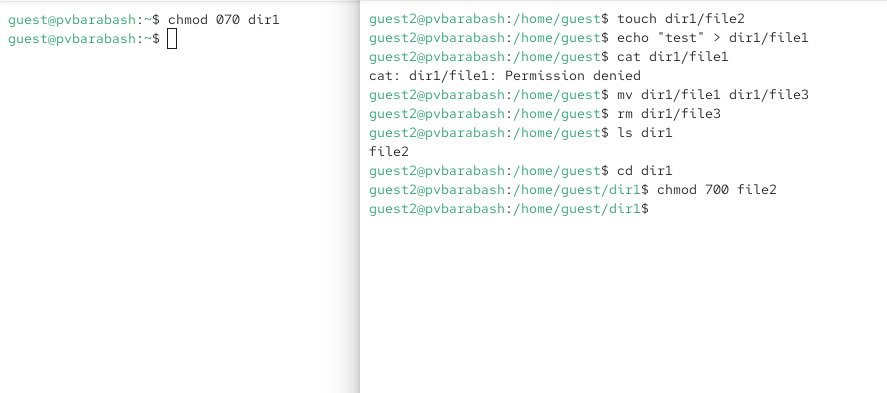 guest@pvbarabash:~$ chmod 070 dir1
guest@pvbarabash:~$
guest2@pvbarabash:/home/guest$ touch dir1/file2
guest2@pvbarabash:/home/guest$ echo "test" > dir1/file1
guest2@pvbarabash:/home/guest$ cat dir1/file1
cat: dir1/file1: Permission denied
guest2@pvbarabash:/home/guest$ mv dir1/file1 dir1/file3
guest2@pvbarabash:/home/guest$ rm dir1/file3
guest2@pvbarabash:/home/guest$ ls dir1
file2
guest2@pvbarabash:/home/guest$ cd dir1
guest2@pvbarabash:/home/guest/dir1$ chmod 700 file2
guest2@pvbarabash:/home/guest/dir1$